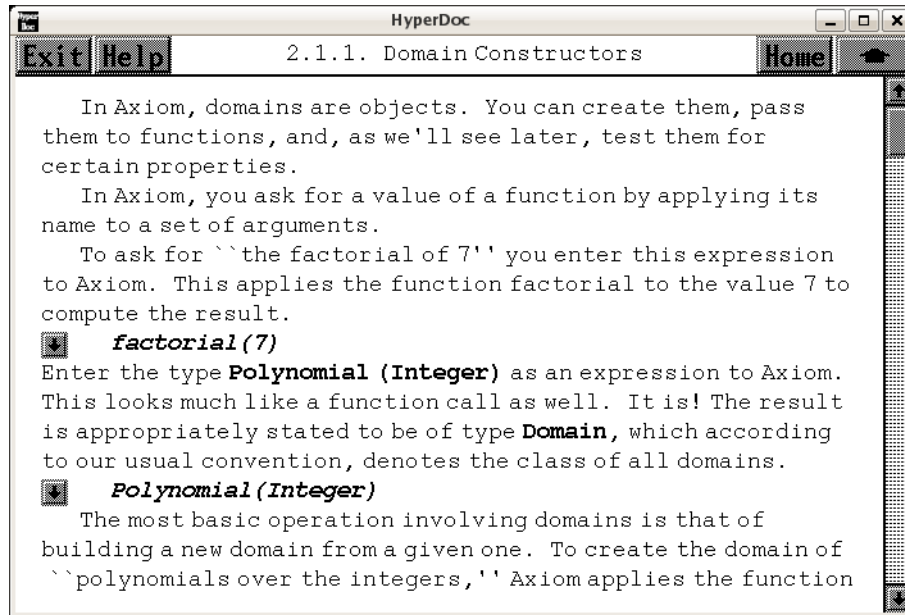 Hyper Doc
HyperDoc
Exit Help 2.1.1. Domain Constructors Home
In Axiom, domains are objects. You can create them, pass
them to functions, and, as we'll see later, test them for
certain properties.
In Axiom, you ask for a value of a function by applying its
name to a set of arguments.
To ask for ``the factorial of 7'' you enter this expression
to Axiom. This applies the function factorial to the value 7 to
compute the result.
factorial(7)
Enter the type Polynomial (Integer) as an expression to Axiom.
This looks much like a function call as well. It is! The result
is appropriately stated to be of type Domain, which according
to our usual convention, denotes the class of all domains.
Polynomial(Integer)
The most basic operation involving domains is that of
building a new domain from a given one. To create the domain of
``polynomials over the integers,'' Axiom applies the function